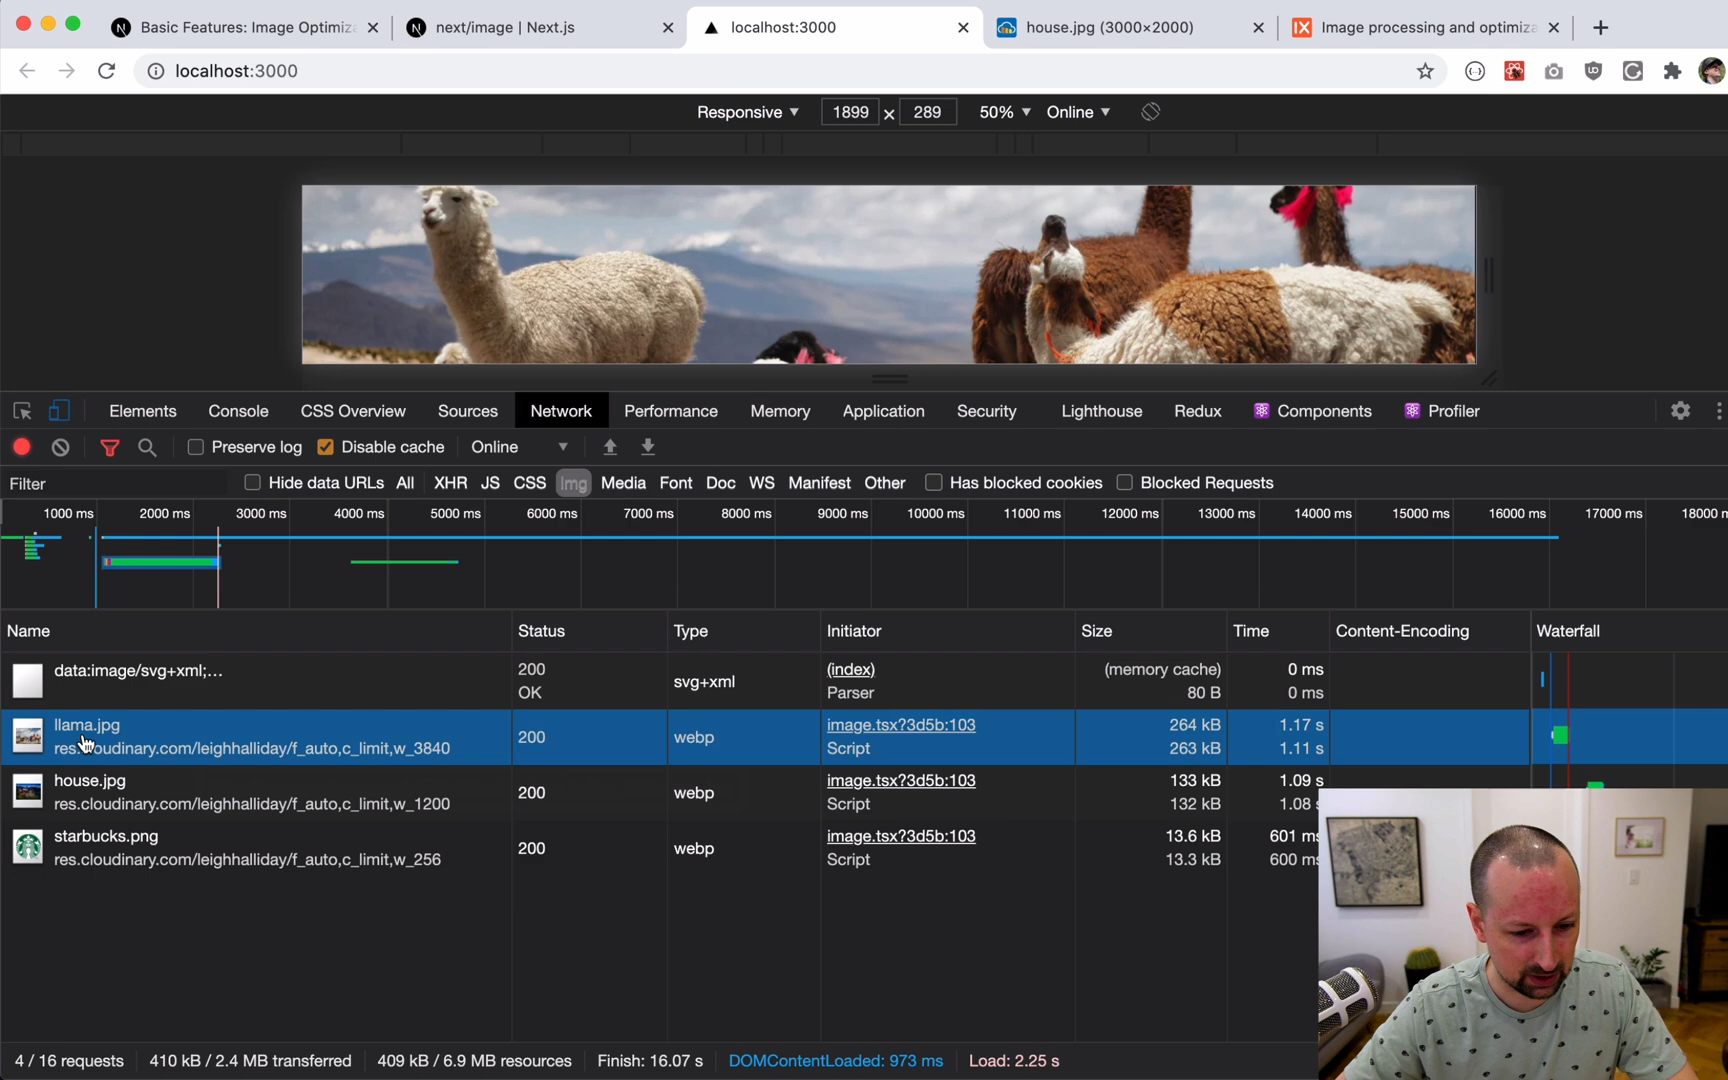 Basic Features: Image Optimiza
next/image | Next.js
localhost:3000
house.jpg (3000×2000)
Image processing and optimiza
localhost:3000
Responsive ▼ 1899 × 289 50% ▼ Online ▼
Elements Console CSS Overview Sources Network Performance Memory Application Security Lighthouse Redux Components Profiler
Preserve log Disable cache Online ▼
Filter Hide data URLs All XHR JS CSS Img Media Font Doc WS Manifest Other Has blocked cookies Blocked Requests
1000 ms 2000 ms 3000 ms 4000 ms 5000 ms 6000 ms 7000 ms 8000 ms 9000 ms 10000 ms 11000 ms 12000 ms 13000 ms 14000 ms 15000 ms 16000 ms 17000 ms 18000 m
Name Status Type Initiator Size Time Content-Encoding Waterfall
data:image/svg+xml;... 200 svg+xml (index) (memory cache) 0 ms
OK Parser 80 B 0 ms
llama.jpg 200 webp image.tsx?3d5b:103 264 kB 1.17 s
res.cloudinary.com/leighhalliday/f_auto,c_limit,w_3840 Script 263 kB 1.11 s
house.jpg 200 webp image.tsx?3d5b:103 133 kB 1.09 s
res.cloudinary.com/leighhalliday/f_auto,c_limit,w_1200 Script 132 kB 1.08 s
starbucks.png 200 webp image.tsx?3d5b:103 13.6 kB 601 ms
res.cloudinary.com/leighhalliday/f_auto,c_limit,w_256 Script 13.3 kB 600 ms
4 / 16 requests 410 kB / 2.4 MB transferred 409 kB / 6.9 MB resources Finish: 16.07 s DOMContentLoaded: 973 ms Load: 2.25 s